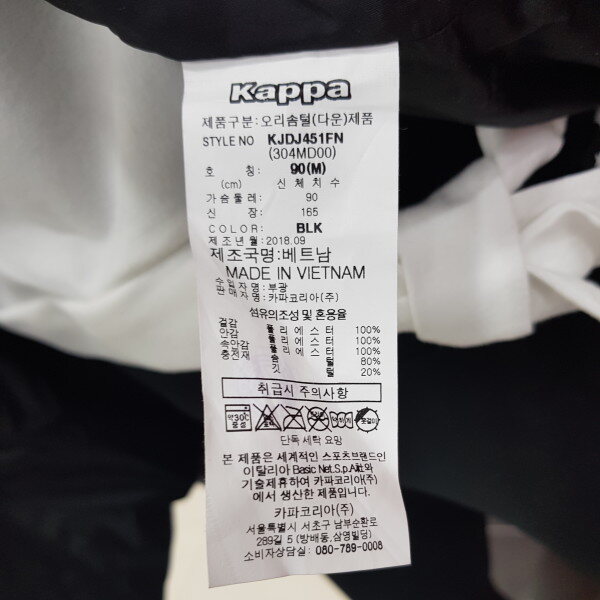 Kappa
제품구분:오리솜털(다운)제품
STYLE NO KJDJ451FN
(304MD00)
호 칭: 90(M)
(cm) 신체치수
가슴둘레: 90
신 장: 165
COLOR: BLK
제조년월:2018.09
제조국명:베트남
MADE IN VIETNAM
수입자명:부광
판매자명:카파코리아(주)
섬유의조성 및 혼용율
겉감 폴리에스터 100%
안감 폴리에스터 100%
속안감 폴리에스터 100%
충전재 솜털 80%
깃털 20%
취급시 주의사항
약30℃
중성
단독 세탁 요망
본 제품은 세계적인 스포츠브랜드인
이탈리아 Basic Net.S.p.A社와
기술제휴하여 카파코리아(주)
에서 생산한 제품입니다.
카파코리아(주)
서울특별시 서초구 남부순환로
289길 5 (방배동,삼영빌딩)
소비자상담실: 080-789-0008